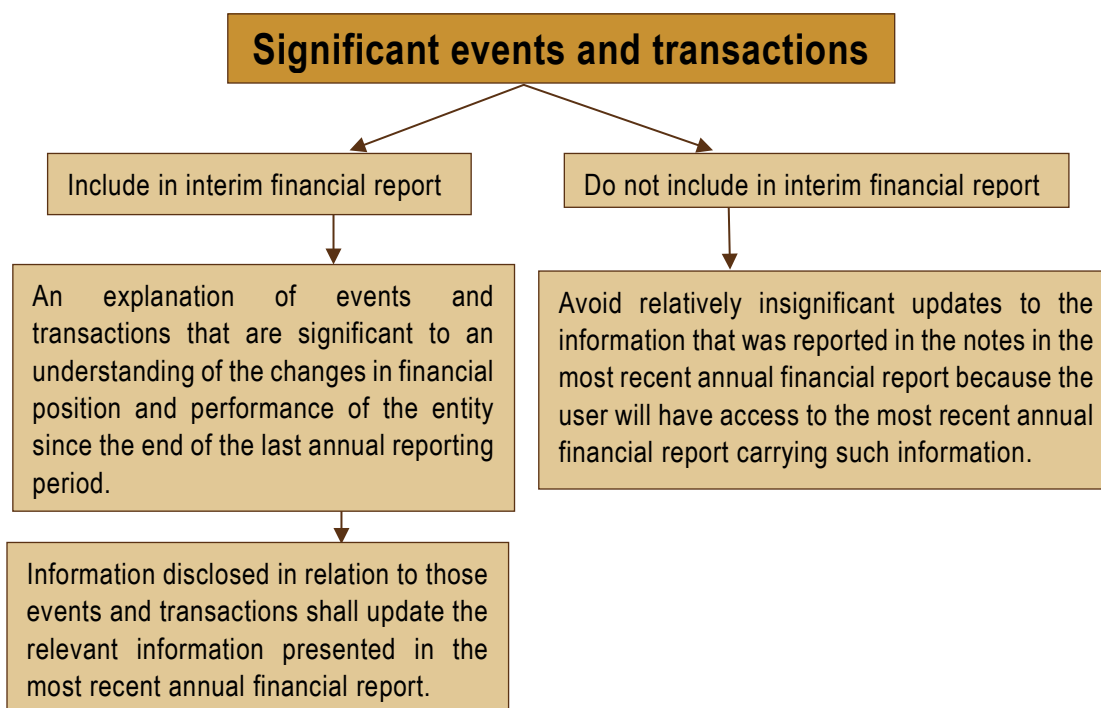 Significant events and transactions
Include in interim financial report
Do not include in interim financial report
An explanation of events and
transactions that are significant to an
understanding of the changes in financial
position and performance of the entity
since the end of the last annual reporting
period.
Avoid relatively insignificant updates to the
information that was reported in the notes in the
most recent annual financial report because the
user will have access to the most recent annual
financial report carrying such information.
Information disclosed in relation to those
events and transactions shall update the
relevant information presented in the
most recent annual financial report.